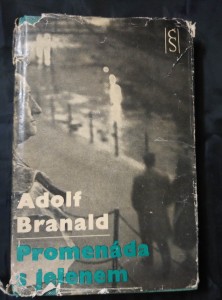 ČS
Adolf
Branald
Promenáda
s jelenem